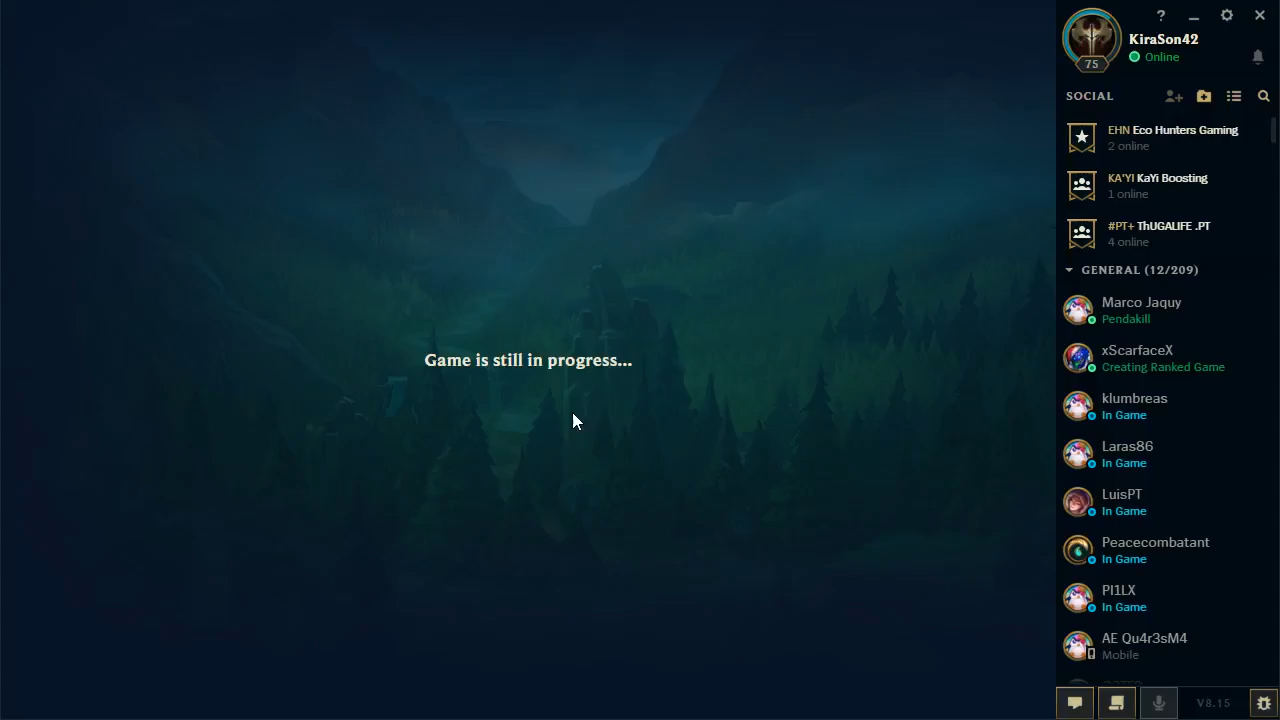 ?
KiraSon42
Online
75
SOCIAL
EHN Eco Hunters Gaming
2 online
KA'YI KaYi Boosting
1 online
#PT+ ThUGALIFE .PT
4 online
GENERAL (12/209)
Marco Jaquy
Pendakill
xScarfaceX
Creating Ranked Game
Game is still in progress...
klumbreas
In Game
Laras86
In Game
LuisPT
In Game
Peacecombatant
In Game
PI1LX
In Game
AE Qu4r3sM4
Mobile
V8.15